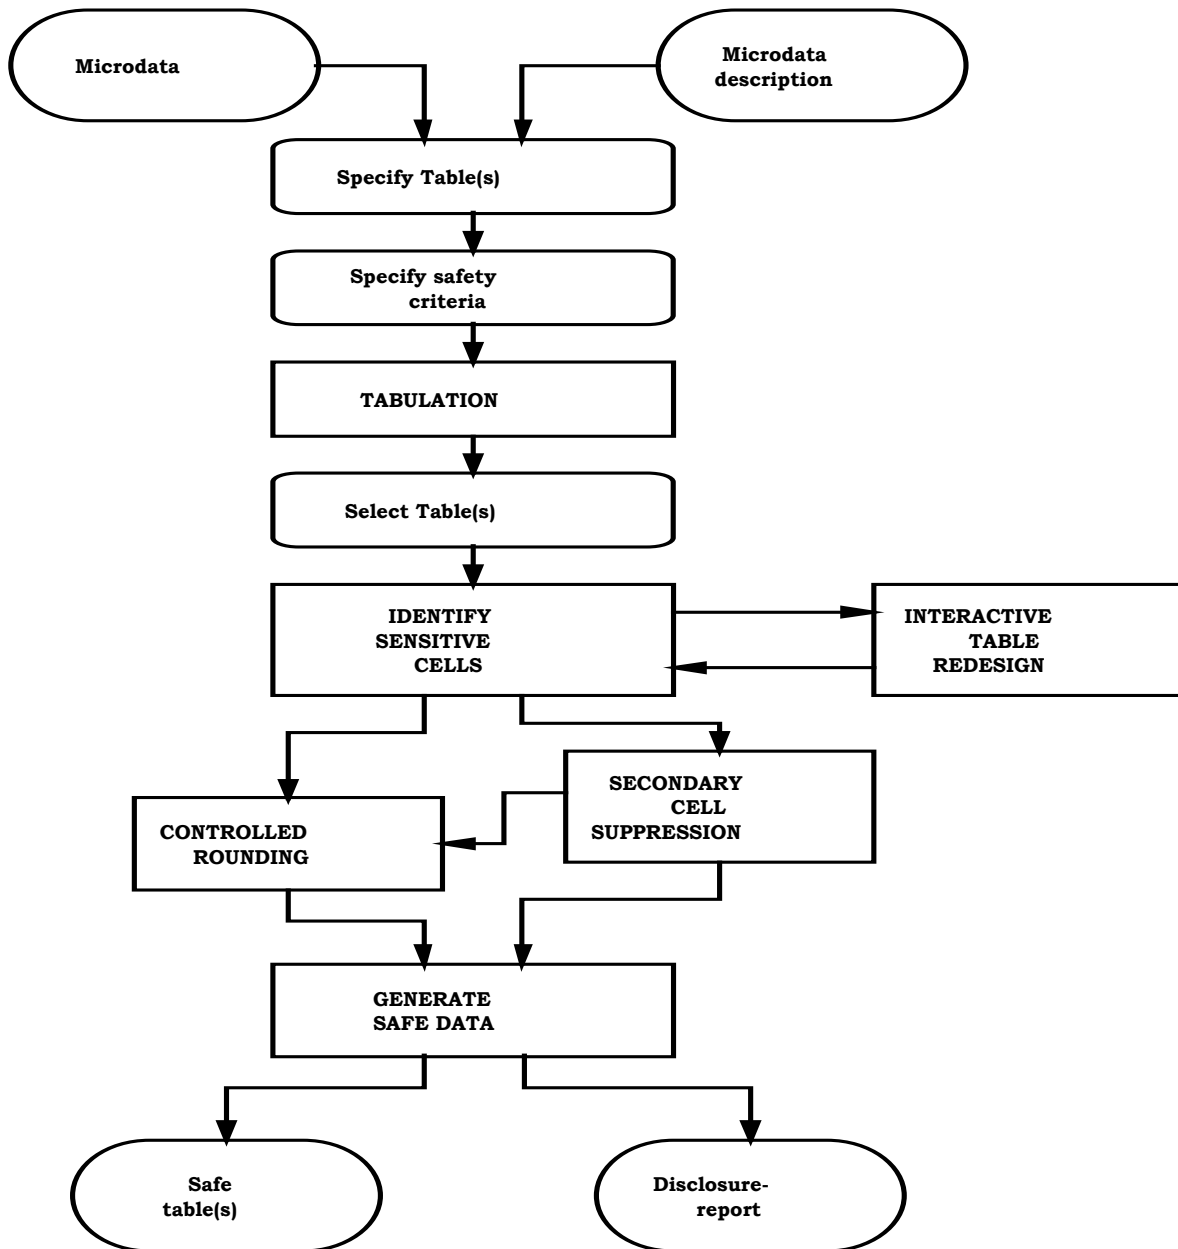 Microdata
Microdata
description
Specify Table(s)
Specify safety
criteria
TABULATION
Select Table(s)
IDENTIFY
SENSITIVE
CELLS
INTERACTIVE
TABLE
REDESIGN
SECONDARY
CELL
SUPPRESSION
CONTROLLED
ROUNDING
GENERATE
SAFE DATA
Safe
table(s)
Disclosure-
report